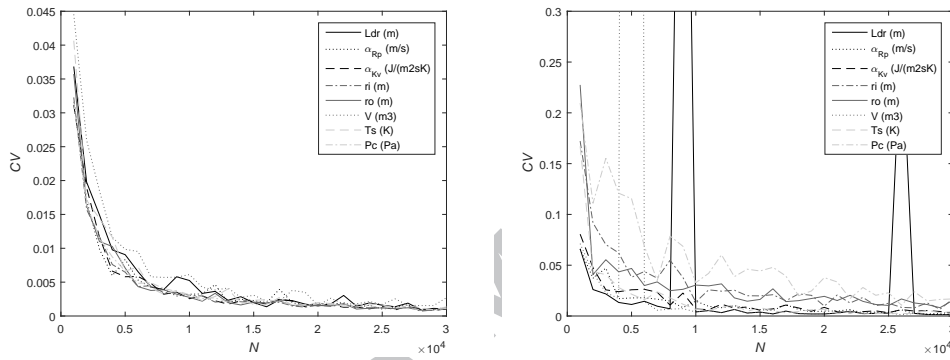 0.045
0.04
0.035
0.03
0.025
0.02
0.015
0.01
0.005
0
CV
0 0.5 1 1.5 2 2.5 3
N
×10^4
Ldr (m)
α_Rp (m/s)
α_Kv (J/(m2sK)
ri (m)
ro (m)
V (m3)
Ts (K)
Pc (Pa)
0.3
0.25
0.2
0.15
0.1
0.05
0
CV
0 0.5 1 1.5 2 2.5 3
N
×10^4
Ldr (m)
α_Rp (m/s)
α_Kv (J/(m2sK)
ri (m)
ro (m)
V (m3)
Ts (K)
Pc (Pa)